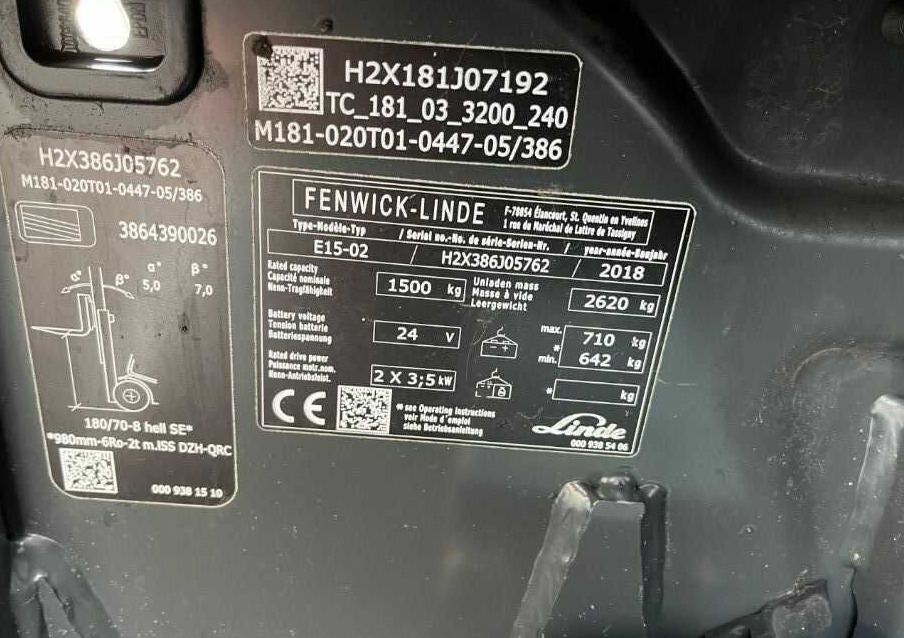 H2X181J07192
TC_181_03_3200_240
M181-020T01-0447-05/386
H2X386J05762
M181-020T01-0447-05/386
3864390026
α° β°
α° β° 5,0 7,0
180/70-8 hell SE*
*980mm-6Ro-2t m.ISS DZH-QRC
000 938 15 10
FENWICK-LINDE
F-78854 Élancourt, St. Quentin en Yvelines
1 rue du Maréchal de Lattre de Tassigny
Type-Modèle-Typ / Serial no.-No. de série-Serien-Nr. / year-année-Baujahr
E15-02 / H2X386J05762 / 2018
Rated capacity
Capacité nominale
Nenn-Tragfähigkeit
1500 kg
Unladen mass
Masse à vide
Leergewicht
2620 kg
Battery voltage
Tension batterie
Batteriespannung
24 V
max. 710 kg
*
min. 642 kg
Rated drive power
Puissance motr.nom.
Nenn-Antriebsleist.
2 X 3;5 kW
* kg
CE
* see Operating Instructions
voir Mode d'emploi
siehe Betriebsanleitung
Linde
000 938 54 06